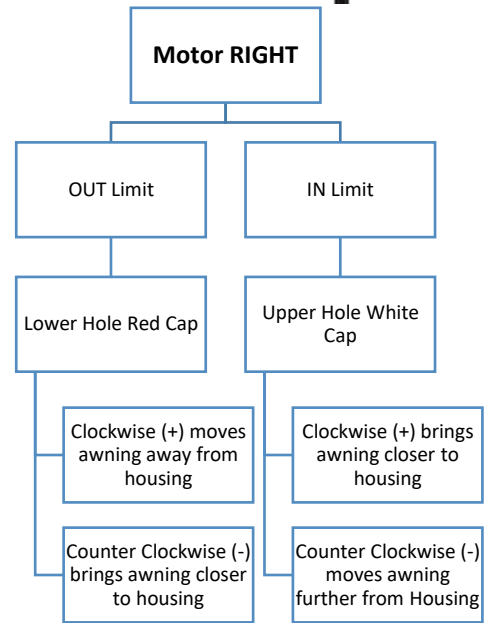 Motor RIGHT
OUT Limit
IN Limit
Lower Hole Red Cap
Upper Hole White
Cap
Clockwise (+) moves
awning away from
housing
Clockwise (+) brings
awning closer to
housing
Counter Clockwise (-)
brings awning closer
to housing
Counter Clockwise (-)
moves awning
further from Housing